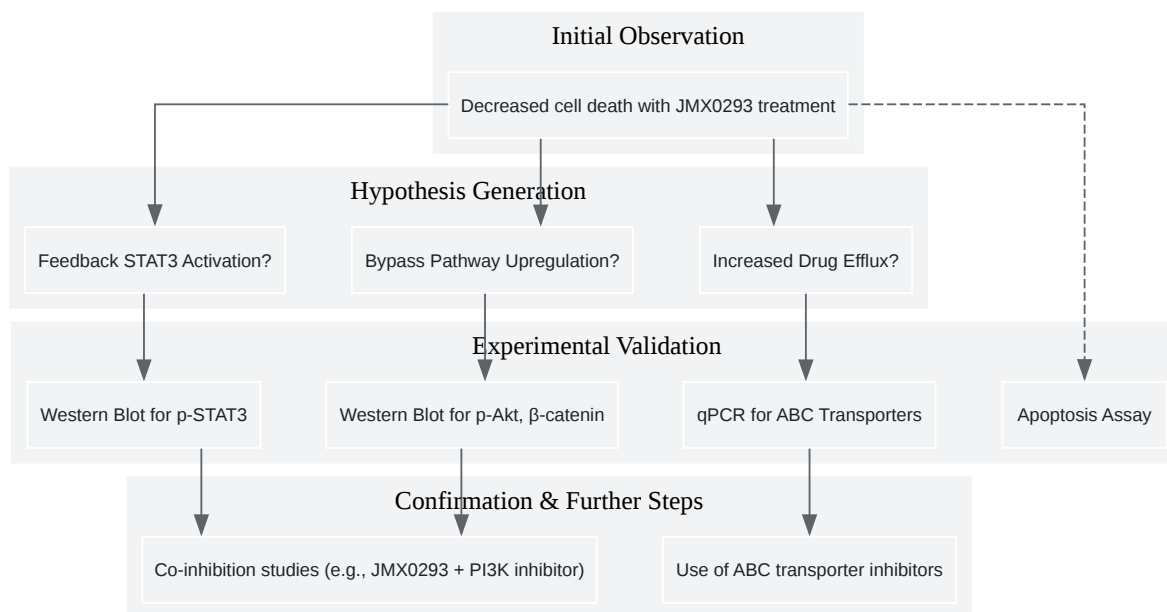 Initial Observation
Decreased cell death with JMX0293 treatment
Hypothesis Generation
Feedback STAT3 Activation?
Bypass Pathway Upregulation?
Increased Drug Efflux?
Experimental Validation
Western Blot for p-STAT3
Western Blot for p-Akt, β-catenin
qPCR for ABC Transporters
Apoptosis Assay
Confirmation & Further Steps
Co-inhibition studies (e.g., JMX0293 + PI3K inhibitor)
Use of ABC transporter inhibitors